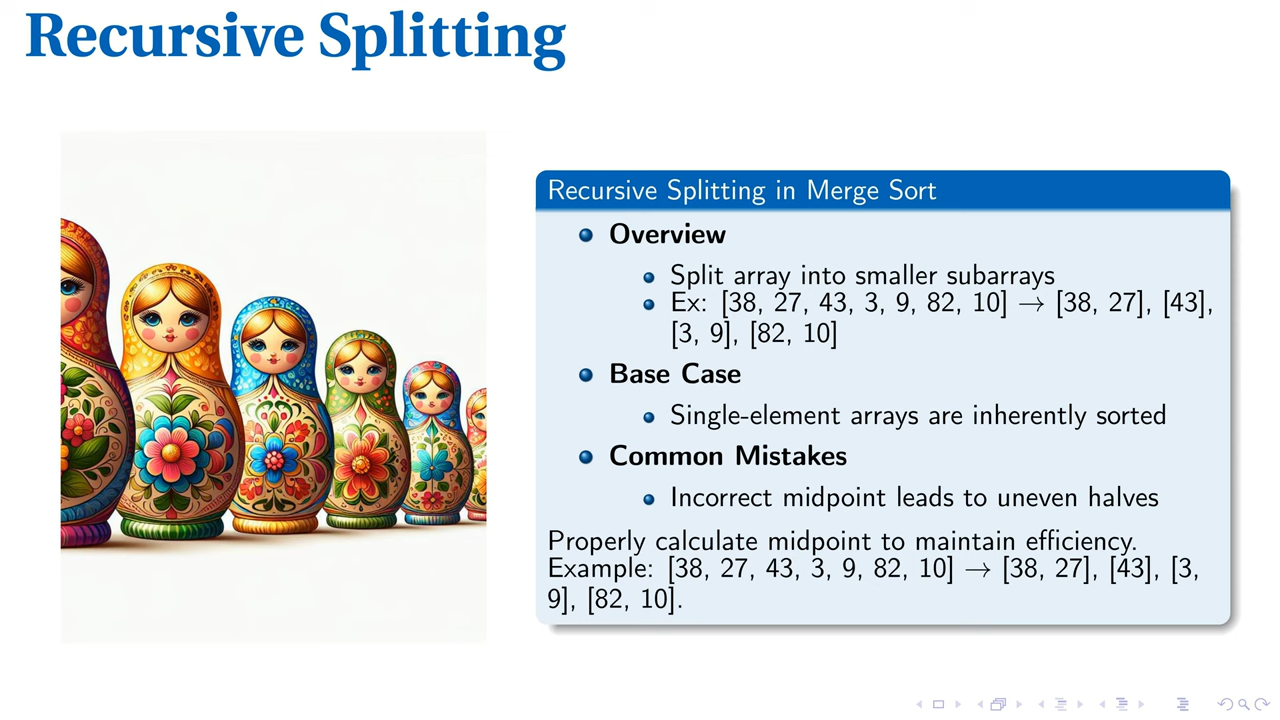 Recursive Splitting
Recursive Splitting in Merge Sort
Overview
Split array into smaller subarrays
Ex: [38, 27, 43, 3, 9, 82, 10] → [38, 27], [43],
[3, 9], [82, 10]
Base Case
Single-element arrays are inherently sorted
Common Mistakes
Incorrect midpoint leads to uneven halves
Properly calculate midpoint to maintain efficiency.
Example: [38, 27, 43, 3, 9, 82, 10] → [38, 27], [43], [3,
9], [82, 10].